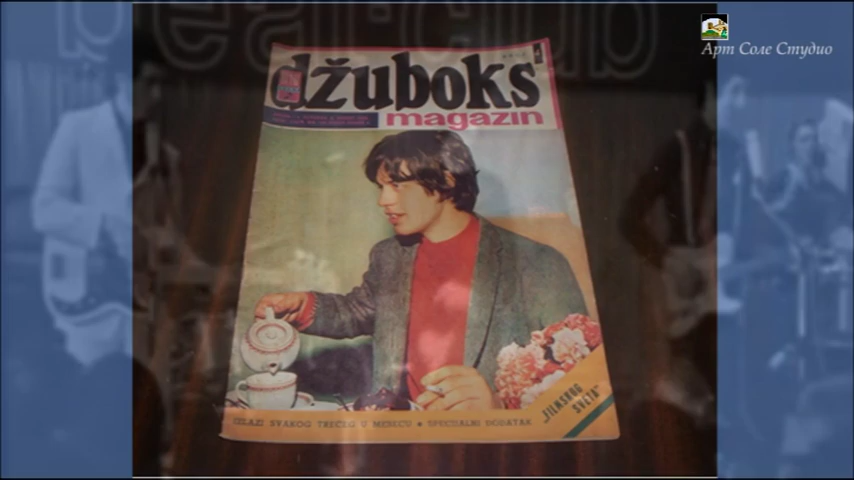 Арт Соле Студио
džuboks
magazin
IZLAZI SVAKOG TREĆEG U MESECU • SPECIJALNI DODATAK
„FILMSKOG
SVETA"